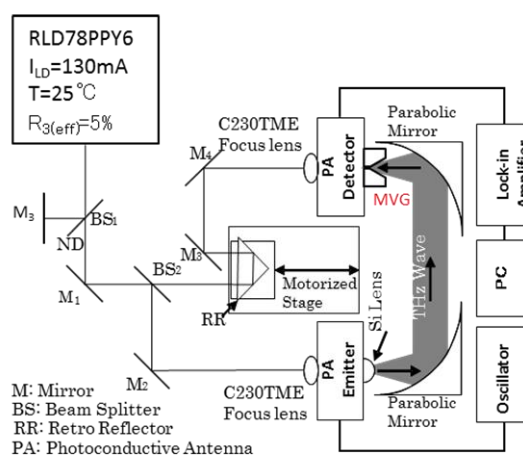 RLD78PPY6
I_LD=130mA
T=25℃
R_3(eff)=5%
C230TME
Focus lens
M₄
PA
Detector
Parabolic
Mirror
MVG
Lock-in
Amplifier
M₃
BS₁
ND
M₁
BS₂
M₃
RR
Motorized
Stage
Si Lens
THz Wave
PC
M₂
C230TME
Focus lens
PA
Emitter
Parabolic
Mirror
Oscillator
M: Mirror
BS: Beam Splitter
RR: Retro Reflector
PA: Photoconductive Antenna